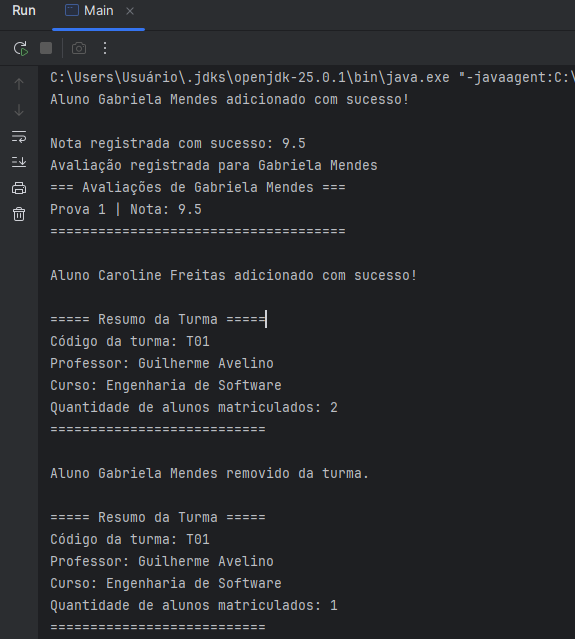 Run Main
C:\Users\Usuário\.jdks\openjdk-25.0.1\bin\java.exe "-javaagent:C:\
Aluno Gabriela Mendes adicionado com sucesso!
Nota registrada com sucesso: 9.5
Avaliação registrada para Gabriela Mendes
=== Avaliações de Gabriela Mendes ===
Prova 1 | Nota: 9.5
=====================================
Aluno Caroline Freitas adicionado com sucesso!
===== Resumo da Turma =====
Código da turma: T01
Professor: Guilherme Avelino
Curso: Engenharia de Software
Quantidade de alunos matriculados: 2
===========================
Aluno Gabriela Mendes removido da turma.
===== Resumo da Turma =====
Código da turma: T01
Professor: Guilherme Avelino
Curso: Engenharia de Software
Quantidade de alunos matriculados: 1
===========================